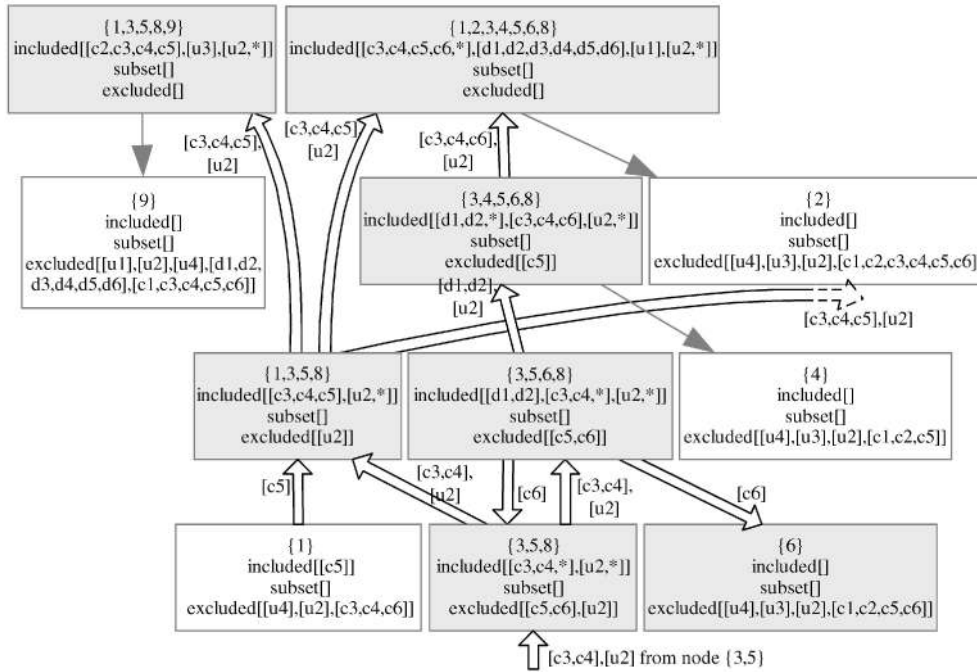 {1,3,5,8,9}
included[[c2,c3,c4,c5],[u3],[u2,*]]
subset[]
excluded[]
{1,2,3,4,5,6,8}
included[[c3,c4,c5,c6,*],[d1,d2,d3,d4,d5,d6],[u1],[u2,*]]
subset[]
excluded[]
[c3,c4,c5],
[u2]
[c3,c4,c5]
[u2]
[c3,c4,c6],
[u2]
{9}
included[]
subset[]
excluded[[u1],[u2],[u4],[d1,d2,
d3,d4,d5,d6],[c1,c3,c4,c5,c6]]
{3,4,5,6,8}
included[[d1,d2,*],[c3,c4,c6],[u2,*]]
subset[]
excluded[[c5]]
{2}
included[]
subset[]
excluded[[u4],[u3],[u2],[c1,c2,c3,c4,c5,c6]
[d1,d2],
[u2]
[c3,c4,c5],[u2]
{1,3,5,8}
included[[c3,c4,c5],[u2,*]]
subset[]
excluded[[u2]]
{3,5,6,8}
included[[d1,d2],[c3,c4,*],[u2,*]]
subset[]
excluded[[c5,c6]]
{4}
included[]
subset[]
excluded[[u4],[u3],[u2],[c1,c2,c5]]
[c5]
[c3,c4],
[u2]
[c6]
[c3,c4],
[u2]
[c6]
{1}
included[[c5]]
subset[]
excluded[[u4],[u2],[c3,c4,c6]]
{3,5,8}
included[[c3,c4,*],[u2,*]]
subset[]
excluded[[c5,c6],[u2]]
{6}
included[]
subset[]
excluded[[u4],[u3],[u2],[c1,c2,c5,c6]]
[c3,c4],[u2] from node {3,5}